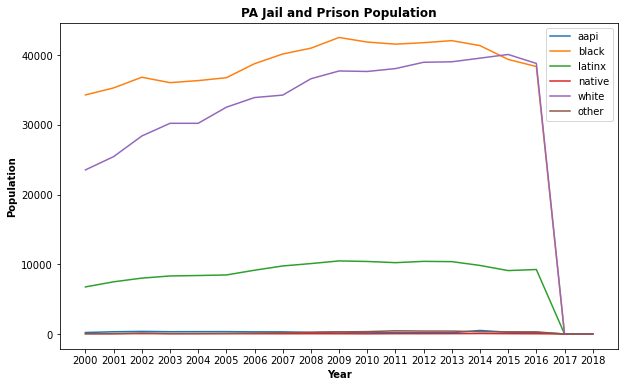 PA Jail and Prison Population
aapi
black
latinx
native
white
other
40000
30000
20000
10000
0
Population
2000 2001 2002 2003 2004 2005 2006 2007 2008 2009 2010 2011 2012 2013 2014 2015 2016 2017 2018
Year